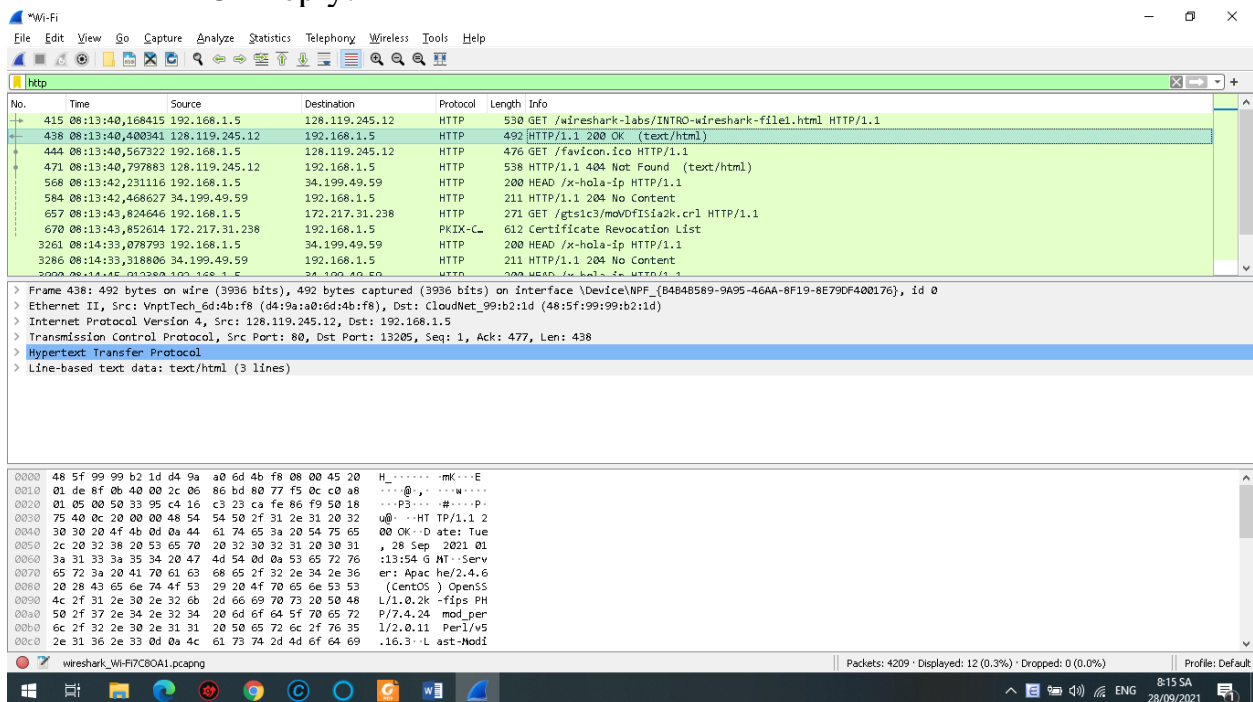 *Wi-Fi
File Edit View Go Capture Analyze Statistics Telephony Wireless Tools Help
http
No. Time Source Destination Protocol Length Info
415 08:13:40,168415 192.168.1.5 128.119.245.12 HTTP 530 GET /wireshark-labs/INTRO-wireshark-file1.html HTTP/1.1
438 08:13:40,400341 128.119.245.12 192.168.1.5 HTTP 492 HTTP/1.1 200 OK (text/html)
444 08:13:40,567322 192.168.1.5 128.119.245.12 HTTP 476 GET /favicon.ico HTTP/1.1
471 08:13:40,797883 128.119.245.12 192.168.1.5 HTTP 538 HTTP/1.1 404 Not Found (text/html)
568 08:13:42,231116 192.168.1.5 34.199.49.59 HTTP 200 HEAD /x-hola-ip HTTP/1.1
584 08:13:42,468627 34.199.49.59 192.168.1.5 HTTP 211 HTTP/1.1 204 No Content
657 08:13:43,824646 192.168.1.5 172.217.31.238 HTTP 271 GET /gts1c3/moVDfISia2k.crl HTTP/1.1
670 08:13:43,852614 172.217.31.238 192.168.1.5 PKIX-C… 612 Certificate Revocation List
3261 08:14:33,078793 192.168.1.5 34.199.49.59 HTTP 200 HEAD /x-hola-ip HTTP/1.1
3286 08:14:33,318806 34.199.49.59 192.168.1.5 HTTP 211 HTTP/1.1 204 No Content
> Frame 438: 492 bytes on wire (3936 bits), 492 bytes captured (3936 bits) on interface \Device\NPF_{B4B4B589-9A95-46AA-8F19-8E79DF400176}, id 0
> Ethernet II, Src: VnptTech_6d:4b:f8 (d4:9a:a0:6d:4b:f8), Dst: CloudNet_99:b2:1d (48:5f:99:99:b2:1d)
> Internet Protocol Version 4, Src: 128.119.245.12, Dst: 192.168.1.5
> Transmission Control Protocol, Src Port: 80, Dst Port: 13205, Seq: 1, Ack: 477, Len: 438
> Hypertext Transfer Protocol
> Line-based text data: text/html (3 lines)
0000 48 5f 99 99 b2 1d d4 9a a0 6d 4b f8 08 00 45 20 H_······ ·mK···E
0010 01 de 8f 0b 40 00 2c 06 86 bd 80 77 f5 0c c0 a8 ····@·,· ···w····
0020 01 05 00 50 33 95 c4 16 c3 23 ca fe 86 f9 50 18 ···P3··· ·#····P·
0030 75 40 0c 20 00 00 48 54 54 50 2f 31 2e 31 20 32 u@· ··HT TP/1.1 2
0040 30 30 20 4f 4b 0d 0a 44 61 74 65 3a 20 54 75 65 00 OK··D ate: Tue
0050 2c 20 32 38 20 53 65 70 20 32 30 32 31 20 30 31 , 28 Sep 2021 01
0060 3a 31 33 3a 35 34 20 47 4d 54 0d 0a 53 65 72 76 :13:54 G MT··Serv
0070 65 72 3a 20 41 70 61 63 68 65 2f 32 2e 34 2e 36 er: Apac he/2.4.6
0080 20 28 43 65 6e 74 4f 53 29 20 4f 70 65 6e 53 53 (CentOS ) OpenSS
0090 4c 2f 31 2e 30 2e 32 6b 2d 66 69 70 73 20 50 48 L/1.0.2k -fips PH
00a0 50 2f 37 2e 34 2e 32 34 20 6d 6f 64 5f 70 65 72 P/7.4.24 mod_per
00b0 6c 2f 32 2e 30 2e 31 31 20 50 65 72 6c 2f 76 35 l/2.0.11 Perl/v5
00c0 2e 31 36 2e 33 0d 0a 4c 61 73 74 2d 4d 6f 64 69 .16.3··L ast-Modi
wireshark_Wi-Fi7C8OA1.pcapng Packets: 4209 · Displayed: 12 (0.3%) · Dropped: 0 (0.0%) Profile: Default
ENG 8:15 SA
28/09/2021